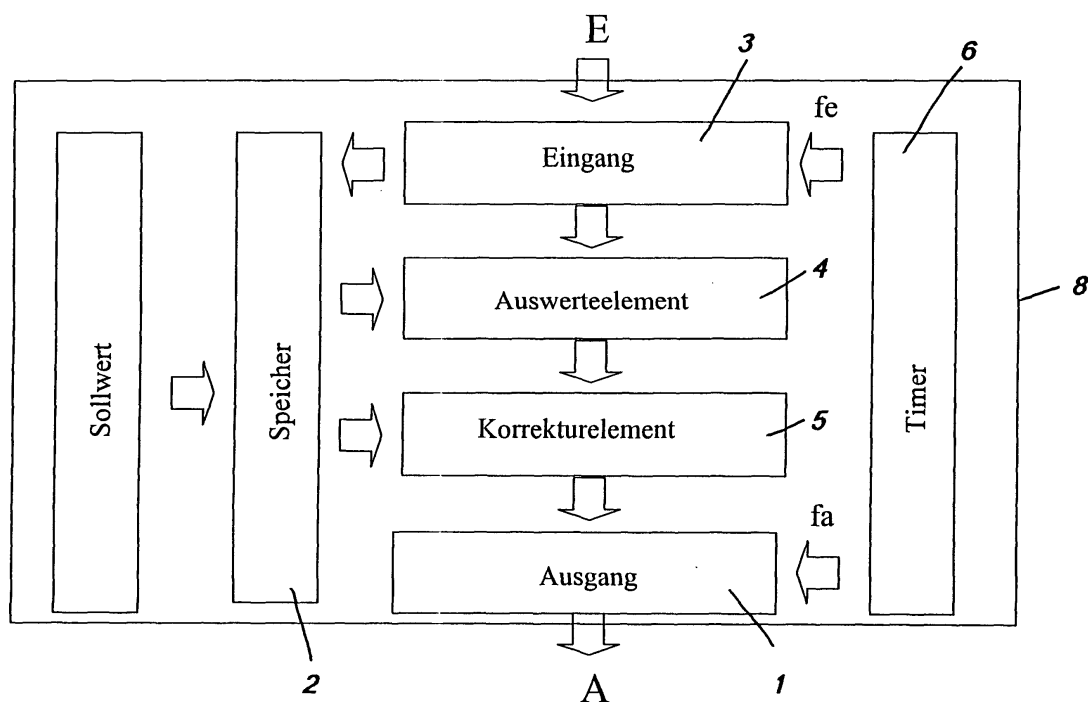 E
3
6
fe
Eingang
4
Auswerteelement
8
Sollwert
Speicher
Korrekturelement
5
Timer
fa
Ausgang
2
A
1